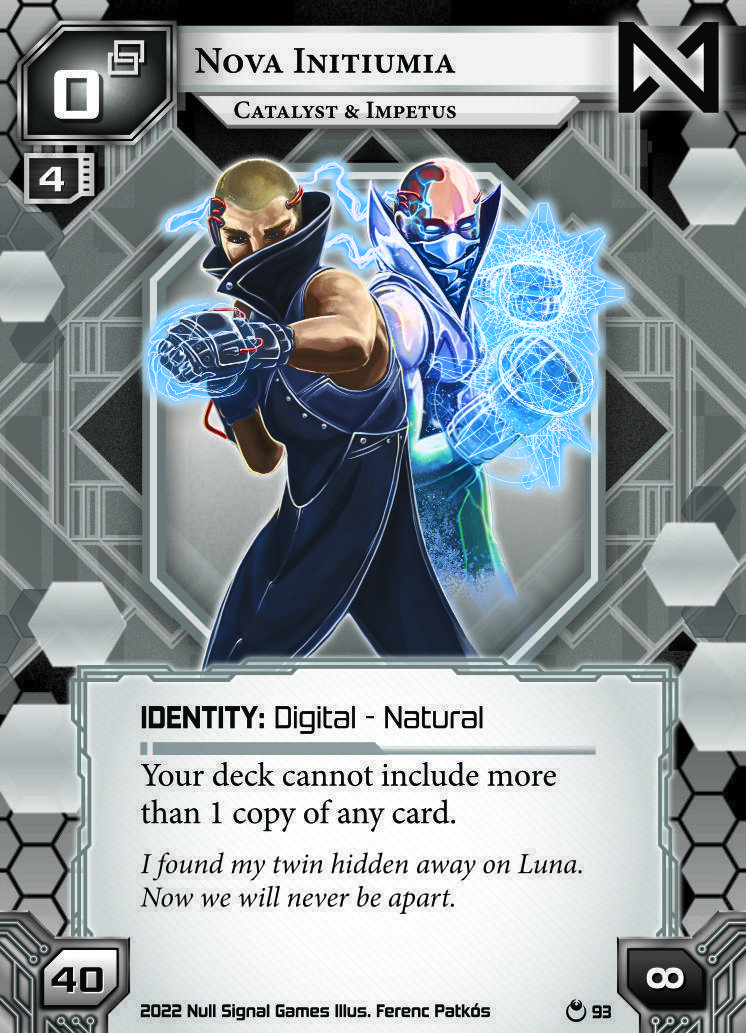 0
NOVA INITIUMIA
CATALYST & IMPETUS
4
IDENTITY: Digital - Natural
Your deck cannot include more
than 1 copy of any card.
I found my twin hidden away on Luna.
Now we will never be apart.
40
∞
2022 Null Signal Games Illus. Ferenc Patkós
93